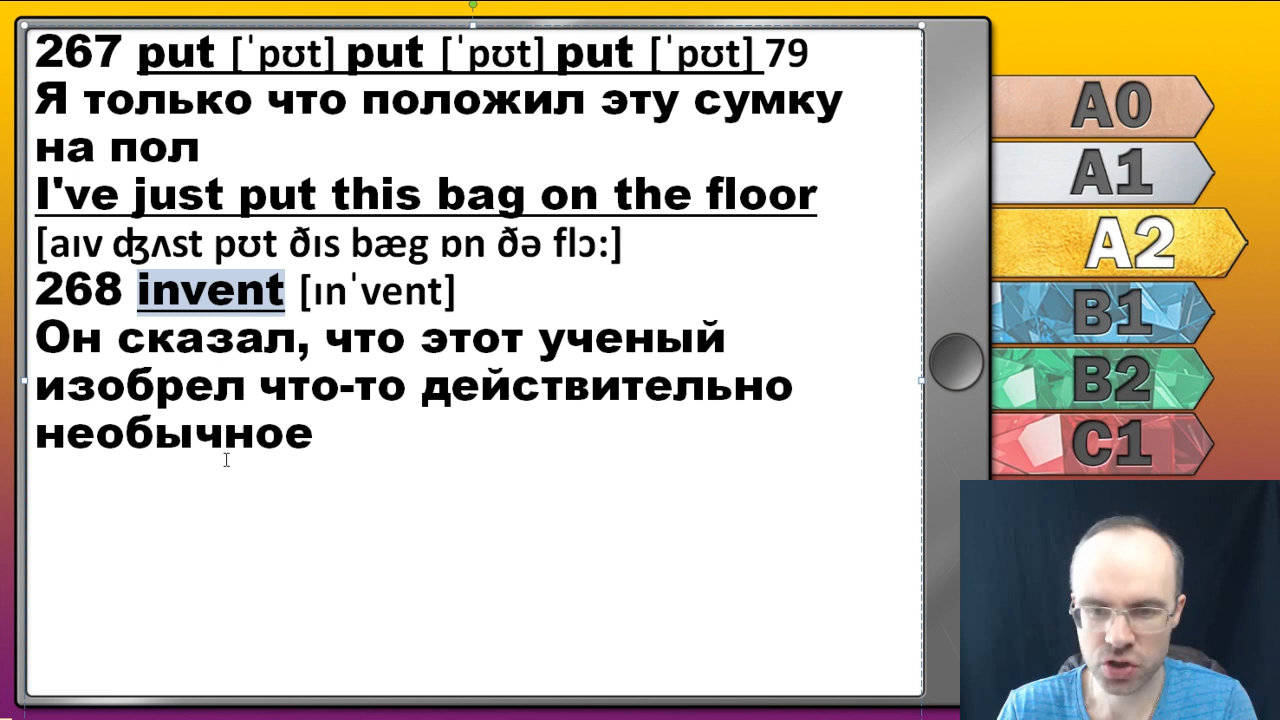 267 put [ˈpʊt] put [ˈpʊt] put [ˈpʊt] 79
Я только что положил эту сумку
на пол
I've just put this bag on the floor
[aɪv ʤʌst pʊt ðɪs bæg ɒn ðə flɔ:]
268 invent [ɪnˈvent]
Он сказал, что этот ученый
изобрел что-то действительно
необычное
A0
A1
A2
B1
B2
C1